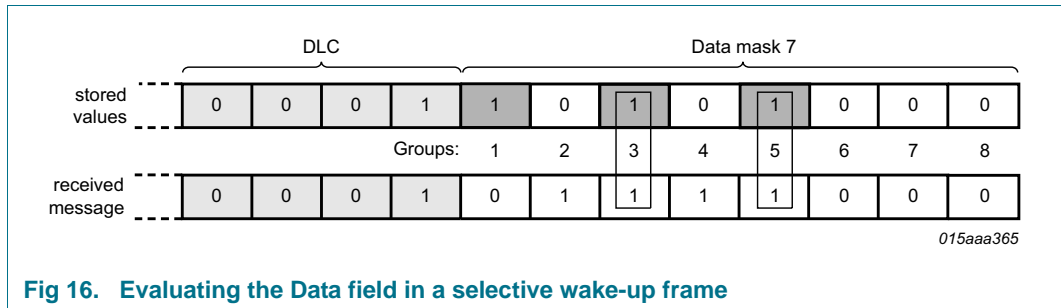 DLC Data mask 7
stored values 0 0 0 1 1 0 1 0 1 0 0 0
Groups: 1 2 3 4 5 6 7 8
received message 0 0 0 1 0 1 1 1 1 0 0 0
015aaa365
Fig 16. Evaluating the Data field in a selective wake-up frame